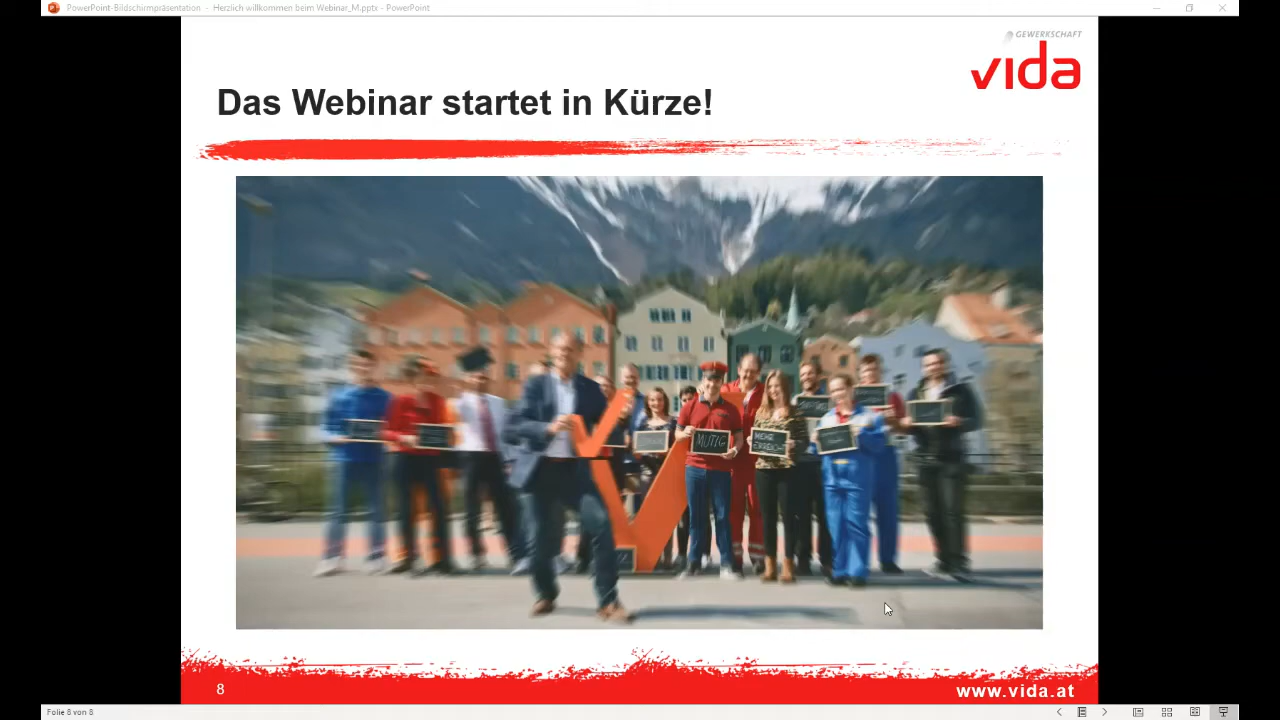 PowerPoint-Bildschirmpräsentation - Herzlich willkommen beim Webinar_M.pptx - PowerPoint
GEWERKSCHAFT
vida
Das Webinar startet in Kürze!
MUTIG
MEHR
ERREICHT
8
www.vida.at
Folie 8 von 8